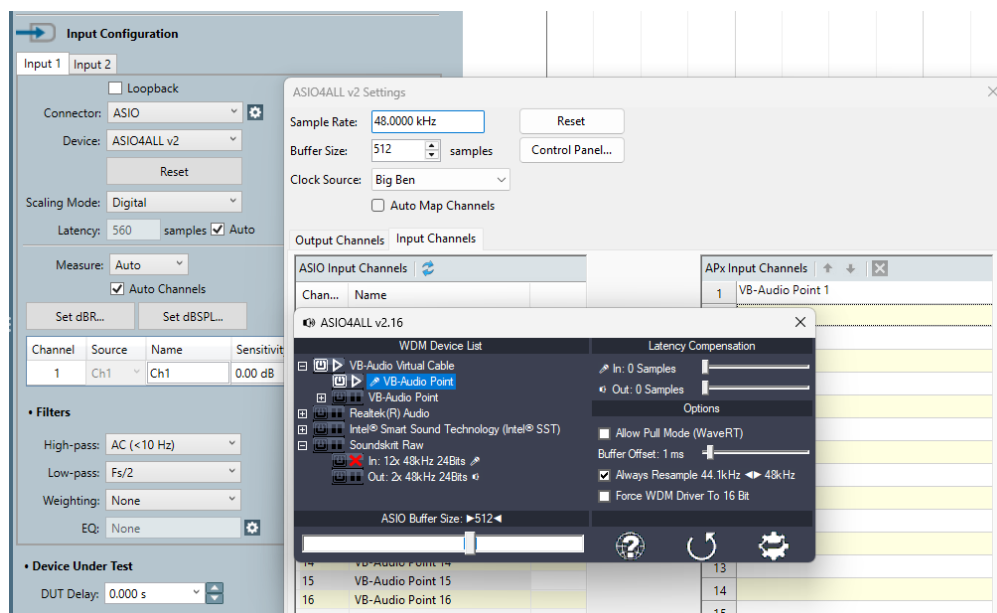 Input Configuration
Input 1 Input 2
Loopback
Connector: ASIO
Device: ASIO4ALL v2
Reset
Scaling Mode: Digital
Latency: 560 samples Auto
Measure: Auto
Auto Channels
Set dBR... Set dBSPL...
Channel Source Name Sensitivit
1 Ch1 Ch1 0.00 dB
• Filters
High-pass: AC (<10 Hz)
Low-pass: Fs/2
Weighting: None
EQ: None
• Device Under Test
DUT Delay: 0.000 s
ASIO4ALL v2 Settings
Sample Rate: 48.0000 kHz Reset
Buffer Size: 512 samples Control Panel...
Clock Source: Big Ben
Auto Map Channels
Output Channels Input Channels
ASIO Input Channels
Chan... Name
APx Input Channels
1 VB-Audio Point 1
ASIO4ALL v2.16
WDM Device List
VB-Audio Virtual Cable
VB-Audio Point
VB-Audio Point
Realtek(R) Audio
Intel® Smart Sound Technology (Intel® SST)
Soundskrit Raw
In: 12x 48kHz 24Bits
Out: 2x 48kHz 24Bits
ASIO Buffer Size: ►512◄
Latency Compensation
In: 0 Samples
Out: 0 Samples
Options
Allow Pull Mode (WaveRT)
Buffer Offset: 1 ms
Always Resample 44.1kHz ◄► 48kHz
Force WDM Driver To 16 Bit
14 VB-Audio Point 14
15 VB-Audio Point 15
16 VB-Audio Point 16
13
14
15